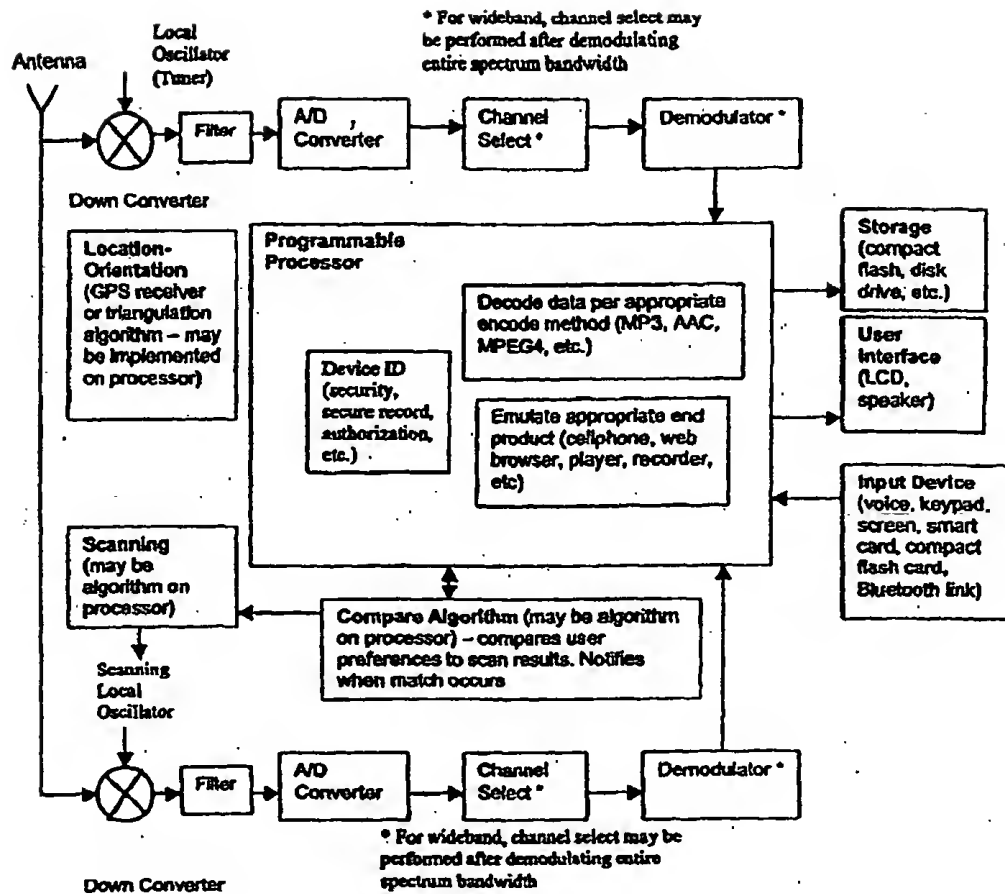 * For wideband, channel select may
be performed after demodulating
entire spectrum bandwidth
Local
Oscillator
(Tuner)
Antenna
Filter
A/D
Converter
Channel
Select *
Demodulator *
Down Converter
Location-
Orientation
(GPS receiver
or triangulation
algorithm – may
be implemented
on processor)
Programmable
Processor
Decode data per appropriate
encode method (MP3, AAC,
MPEG4, etc.)
Device ID
(security,
secure record,
authorization,
etc.)
Emulate appropriate end
product (cellphone, web
browser, player, recorder,
etc)
Storage
(compact
flash, disk
drive, etc.)
User
Interface
(LCD,
speaker)
Input Device
(voice, keypad,
screen, smart
card, compact
flash card,
Bluetooth link)
Scanning
(may be
algorithm on
processor)
Compare Algorithm (may be algorithm
on processor) – compares user
preferences to scan results. Notifies
when match occurs
Scanning
Local
Oscillator
Filter
A/D
Converter
Channel
Select *
Demodulator *
* For wideband, channel select may be
performed after demodulating entire
spectrum bandwidth
Down Converter